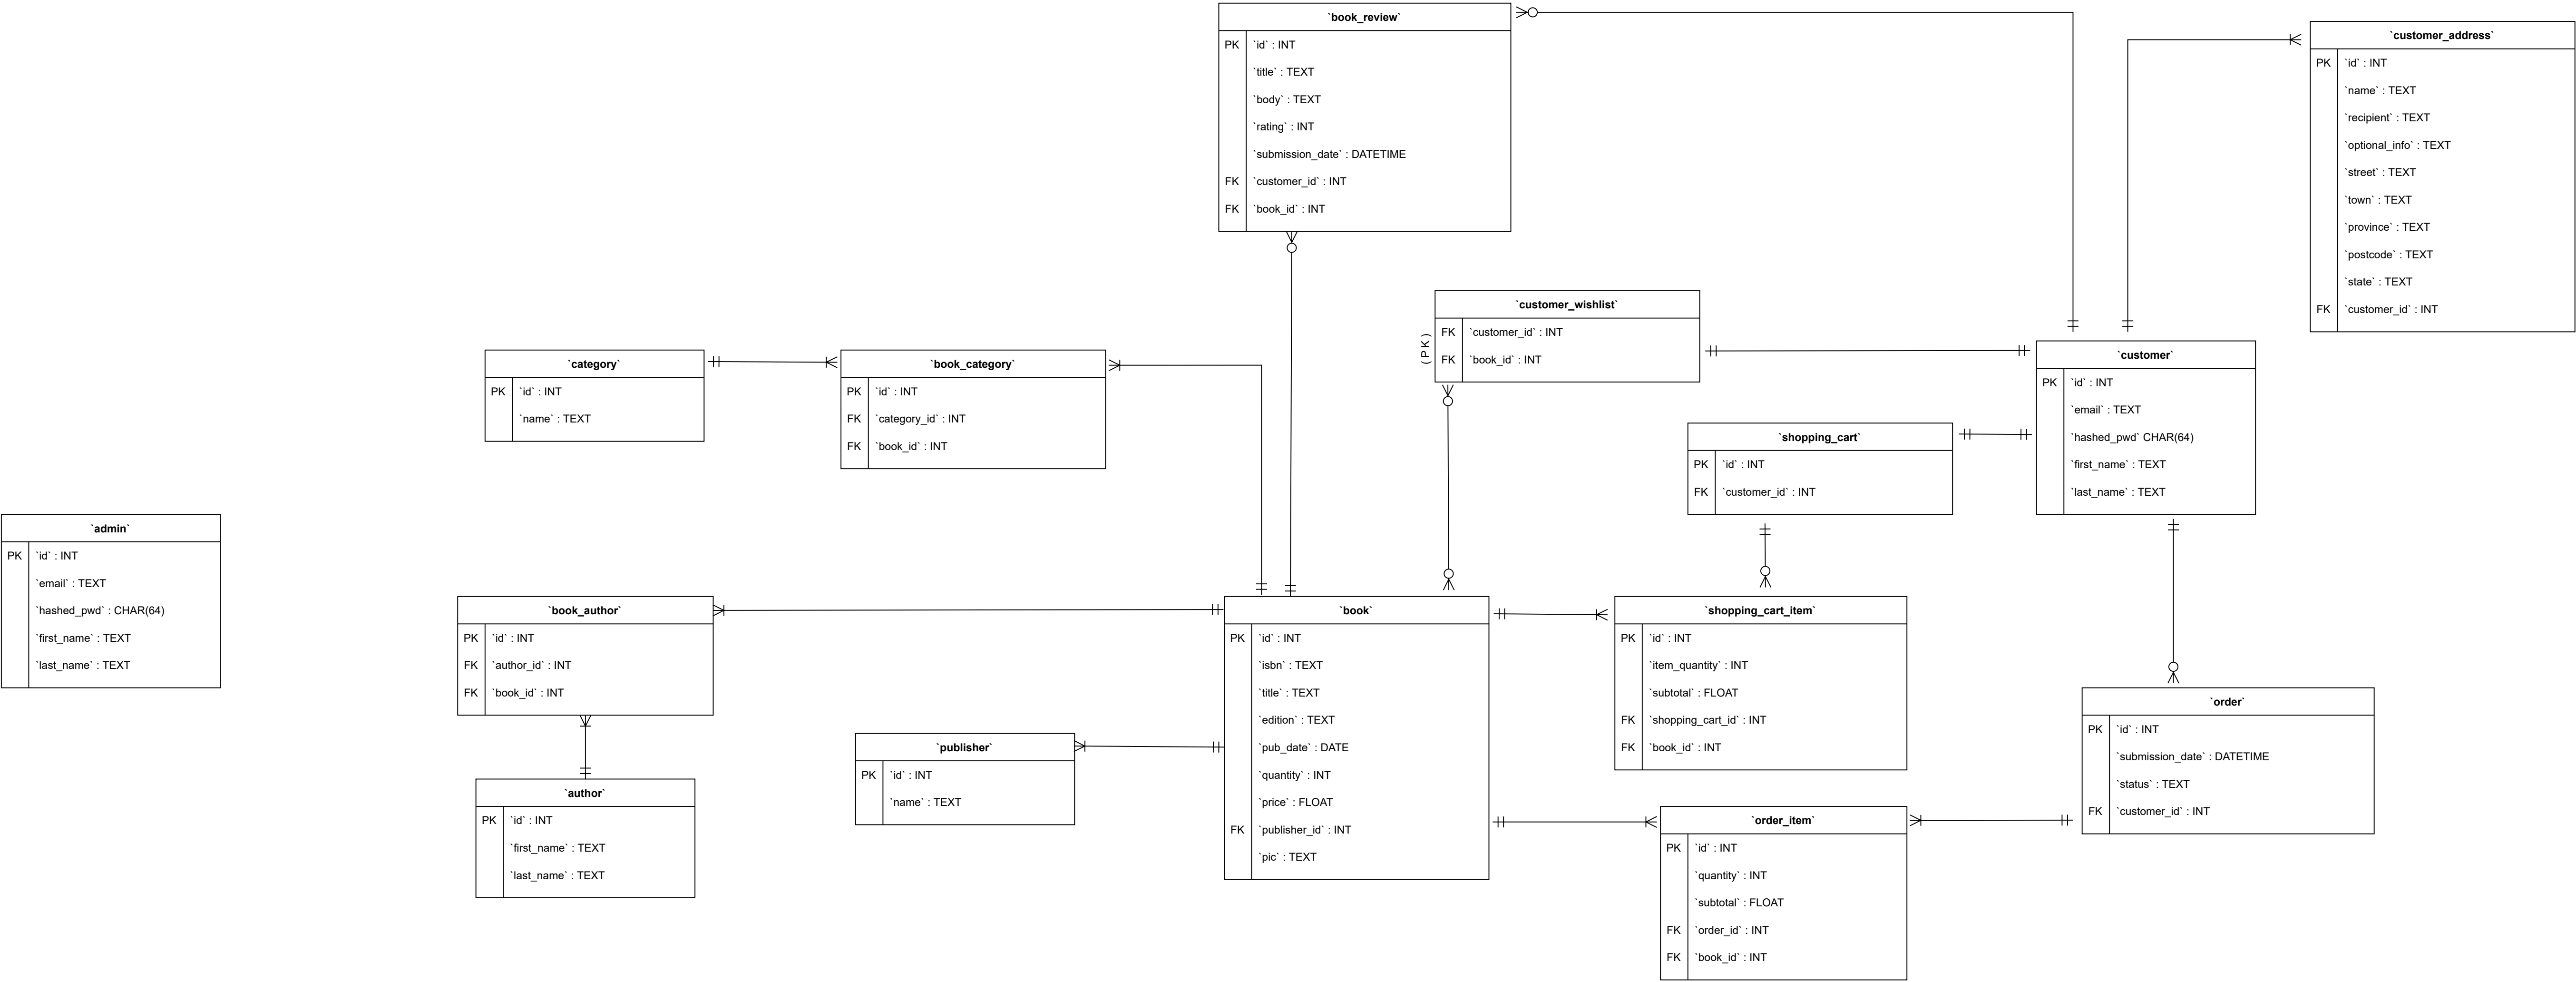 `book_review`
PK `id` : INT
`title` : TEXT
`body` : TEXT
`rating` : INT
`submission_date` : DATETIME
FK `customer_id` : INT
FK `book_id` : INT
`customer_address`
PK `id` : INT
`name` : TEXT
`recipient` : TEXT
`optional_info` : TEXT
`street` : TEXT
`town` : TEXT
`province` : TEXT
`postcode` : TEXT
`state` : TEXT
FK `customer_id` : INT
`customer_wishlist`
(PK)
FK `customer_id` : INT
FK `book_id` : INT
`customer`
PK `id` : INT
`email` : TEXT
`hashed_pwd` CHAR(64)
`first_name` : TEXT
`last_name` : TEXT
`category`
PK `id` : INT
`name` : TEXT
`book_category`
PK `id` : INT
FK `category_id` : INT
FK `book_id` : INT
`shopping_cart`
PK `id` : INT
FK `customer_id` : INT
`admin`
PK `id` : INT
`email` : TEXT
`hashed_pwd` : CHAR(64)
`first_name` : TEXT
`last_name` : TEXT
`book_author`
PK `id` : INT
FK `author_id` : INT
FK `book_id` : INT
`book`
PK `id` : INT
`isbn` : TEXT
`title` : TEXT
`edition` : TEXT
`pub_date` : DATE
`quantity` : INT
`price` : FLOAT
FK `publisher_id` : INT
`pic` : TEXT
`shopping_cart_item`
PK `id` : INT
`item_quantity` : INT
`subtotal` : FLOAT
FK `shopping_cart_id` : INT
FK `book_id` : INT
`order`
PK `id` : INT
`submission_date` : DATETIME
`status` : TEXT
FK `customer_id` : INT
`publisher`
PK `id` : INT
`name` : TEXT
`author`
PK `id` : INT
`first_name` : TEXT
`last_name` : TEXT
`order_item`
PK `id` : INT
`quantity` : INT
`subtotal` : FLOAT
FK `order_id` : INT
FK `book_id` : INT